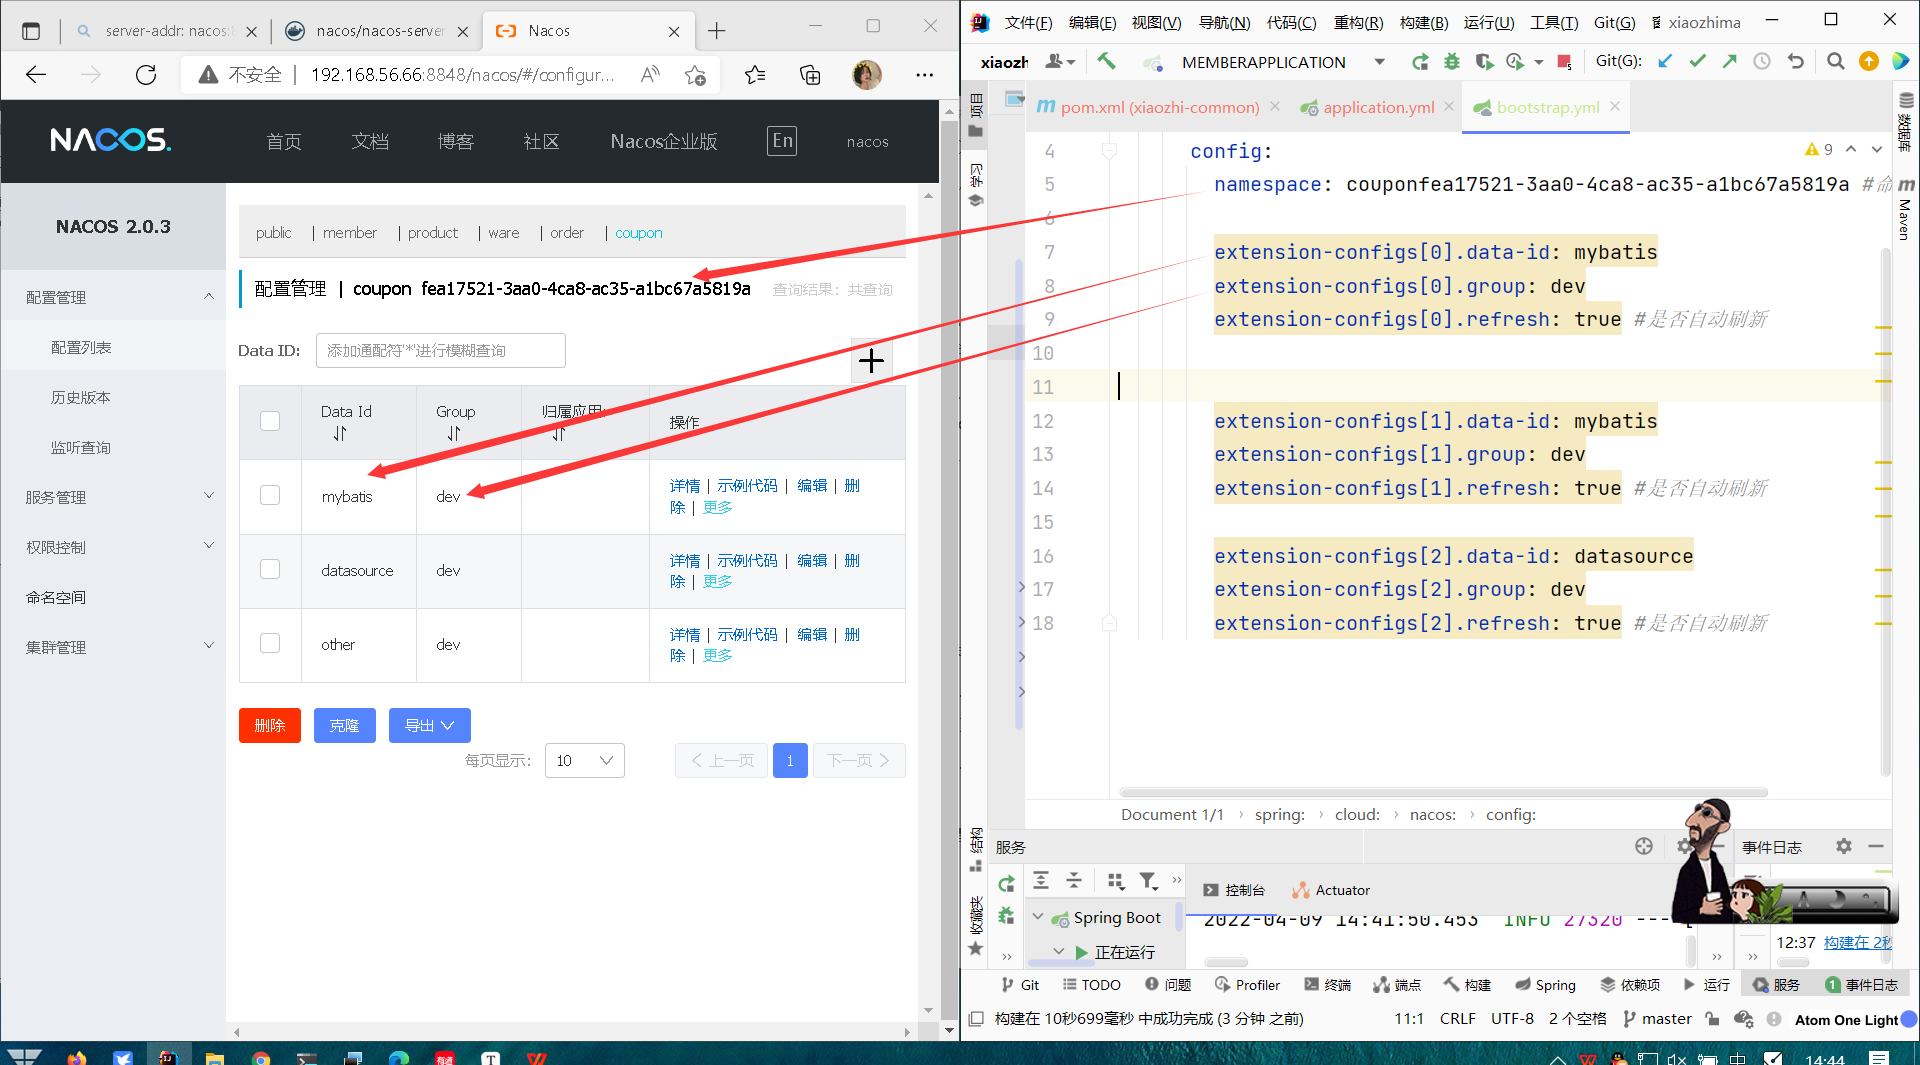 server-addr: nacos:
nacos/nacos-server
Nacos
不安全
192.168.56.66:8848/nacos/#/configur...
NACOS.
首页
文档
博客
社区
Nacos企业版
En
nacos
NACOS 2.0.3
配置管理
配置列表
历史版本
监听查询
服务管理
权限控制
命名空间
集群管理
public | member | product | ware | order | coupon
配置管理 | coupon fea17521-3aa0-4ca8-ac35-a1bc67a5819a 查询结果：共查询
Data ID: 添加通配符'*'进行模糊查询
Data Id
Group
归属应用:
操作
mybatis
dev
详情 | 示例代码 | 编辑 | 删
除 | 更多
datasource
dev
详情 | 示例代码 | 编辑 | 删
除 | 更多
other
dev
详情 | 示例代码 | 编辑 | 删
除 | 更多
删除
克隆
导出
每页显示:
10
上一页
1
下一页
文件(F) 编辑(E) 视图(V) 导航(N) 代码(C) 重构(R) 构建(B) 运行(U) 工具(T) Git(G) xiaozhima
xiaozh
MEMBERAPPLICATION
Git(G):
pom.xml (xiaozhi-common)
application.yml
bootstrap.yml
项目
学习
结构
收藏夹
数据库
Maven
9
4 config:
5 namespace: couponfea17521-3aa0-4ca8-ac35-a1bc67a5819a #命
6
7 extension-configs[0].data-id: mybatis
8 extension-configs[0].group: dev
9 extension-configs[0].refresh: true #是否自动刷新
10
11
12 extension-configs[1].data-id: mybatis
13 extension-configs[1].group: dev
14 extension-configs[1].refresh: true #是否自动刷新
15
16 extension-configs[2].data-id: datasource
17 extension-configs[2].group: dev
18 extension-configs[2].refresh: true #是否自动刷新
Document 1/1 › spring: › cloud: › nacos: › config:
服务
事件日志
控制台
Actuator
Spring Boot
正在运行
2022-04-09 14:41:50.453 INFO 27320 ---
12:37 构建在 2秒
Git
TODO
问题
Profiler
终端
端点
构建
Spring
依赖项
运行
服务
1 事件日志
构建在 10秒699毫秒 中成功完成 (3 分钟 之前)
11:1 CRLF UTF-8 2 个空格 master
Atom One Light
中
14:44